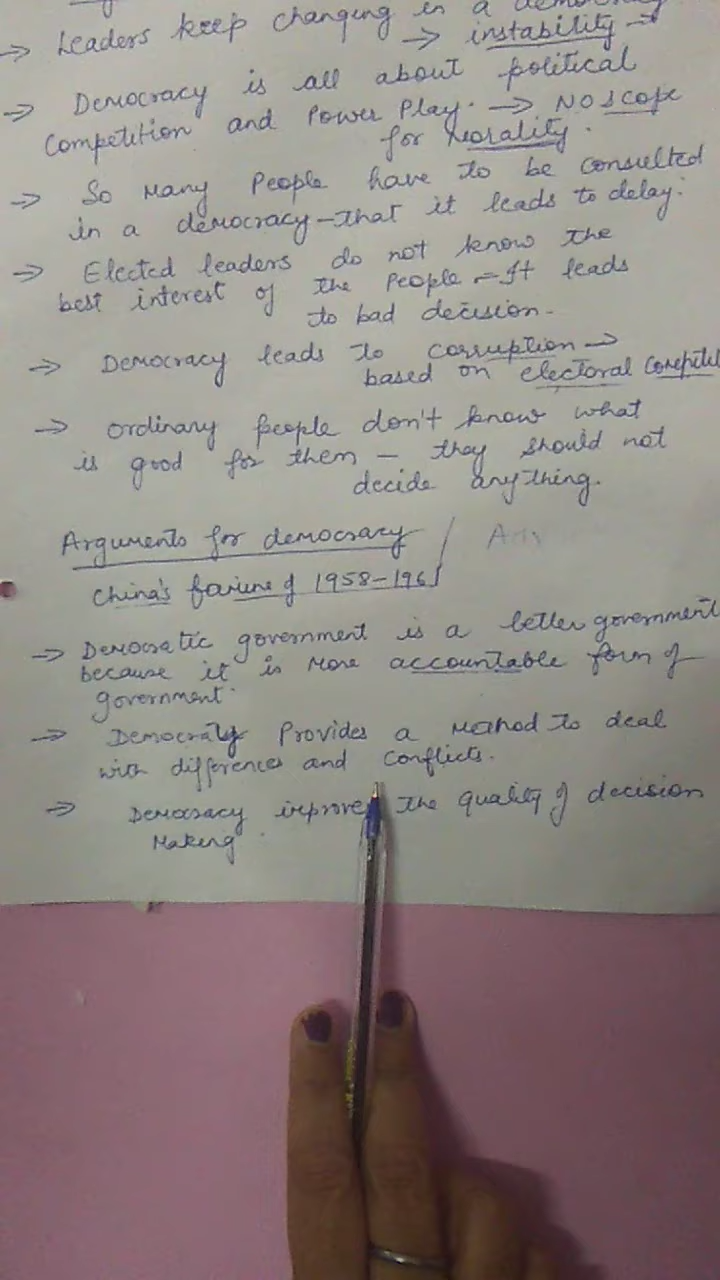 → Leaders keep changing in a democracy
→ instability →
→ Democracy is all about political
Competition and Power Play. → NO scope
for Morality.
→ So Many People have to be consulted
in a democracy - that it leads to delay.
→ Elected leaders do not know the
best interest of the People - It leads
to bad decision.
→ Democracy leads to corruption →
based on electoral
→ ordinary people don't know what
is good for them - they should not
decide anything.
Arguments for democracy /
China's famine of 1958-1961
→ Democratic government is a better government
because it is More accountable form of
government.
→ Democracy Provides a Method to deal
with differences and conflicts.
→ Democracy improves the quality of decision
Making.